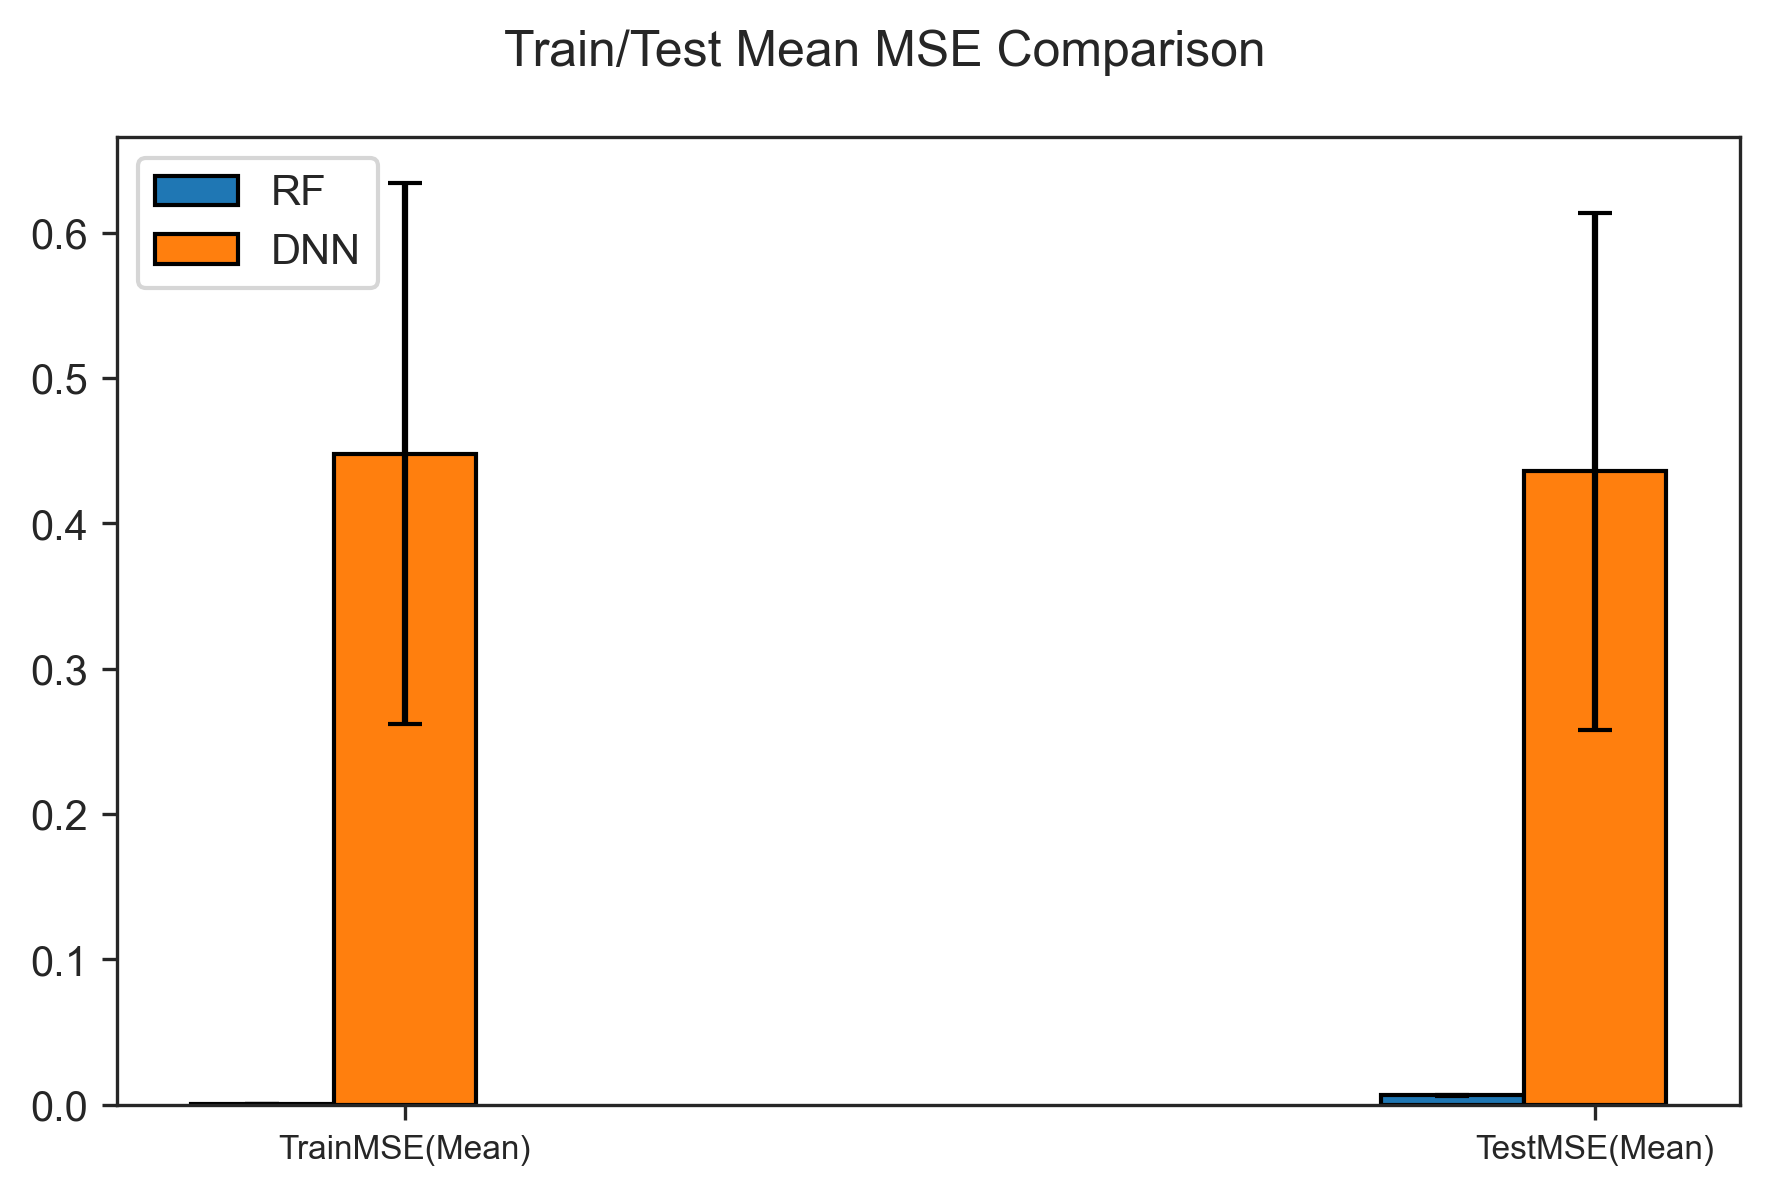 Train/Test Mean MSE Comparison
RF
DNN
0.6
0.5
0.4
0.3
0.2
0.1
0.0
TrainMSE(Mean)
TestMSE(Mean)